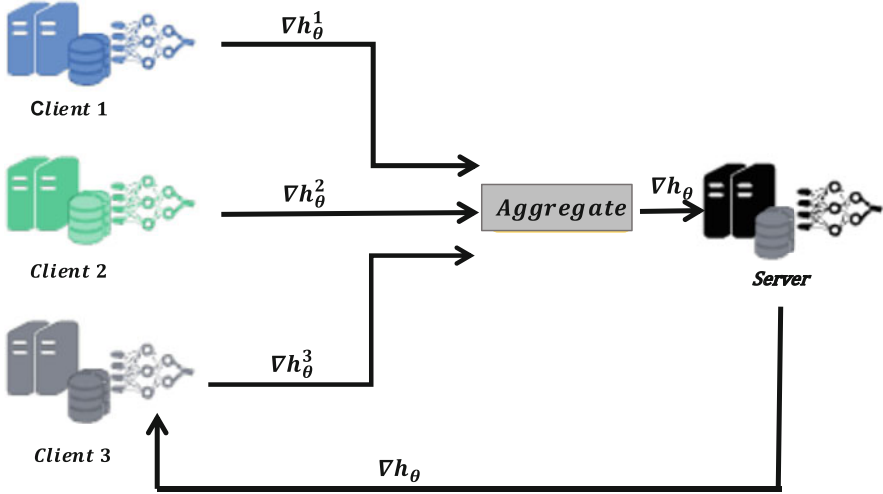 ∇h_θ^1
Client 1
∇h_θ^2
Aggregate
∇h_θ
Client 2
Server
∇h_θ^3
Client 3
∇h_θ